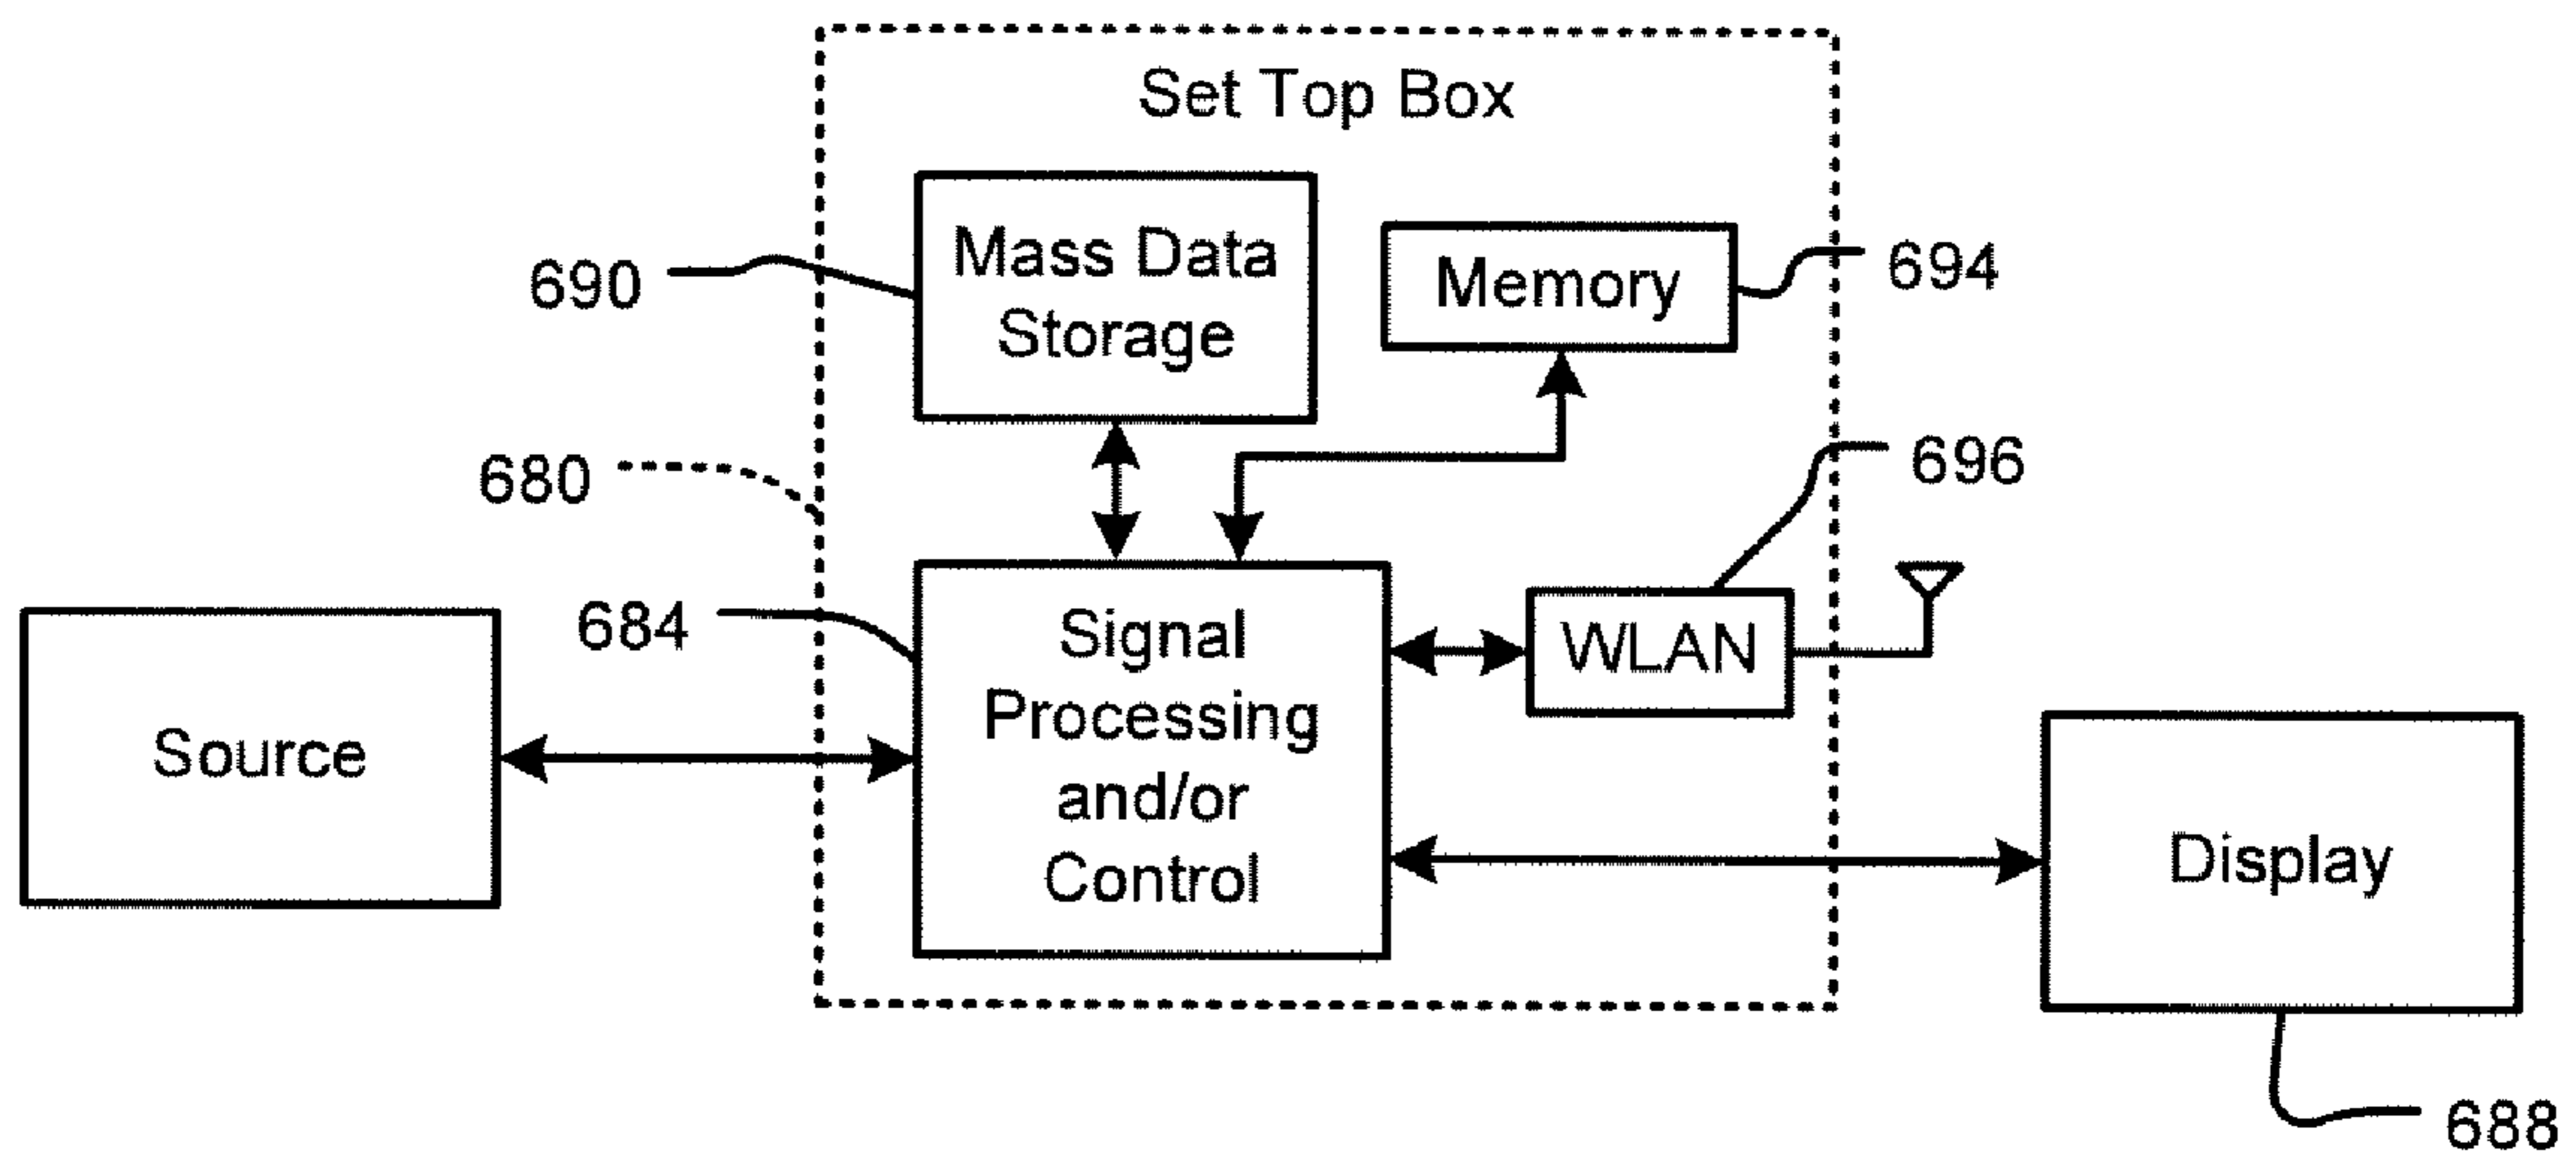 Set Top Box
Mass Data
Storage
690
Memory
694
680
696
684
Signal
Processing
and/or
Control
WLAN
Source
Display
688